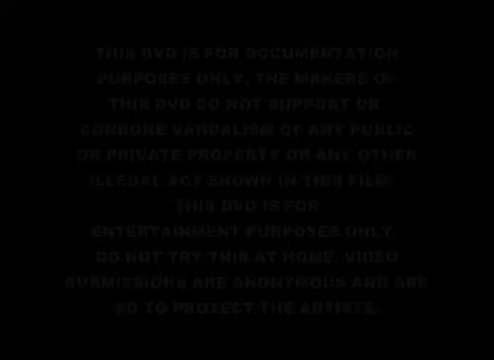 THIS DVD IS FOR DOCUMENTATION
PURPOSES ONLY. THE MAKERS OF
THIS DVD DO NOT SUPPORT OR
CONDONE VANDALISM OF ANY PUBLIC
OR PRIVATE PROPERTY OR ANY OTHER
ILLEGAL ACT SHOWN IN THIS FILM.
THIS DVD IS FOR
ENTERTAINMENT PURPOSES ONLY.
DO NOT TRY THIS AT HOME. VIDEO
SUBMISSIONS ARE ANONYMOUS AND ARE
SO TO PROTECT THE ARTISTS.